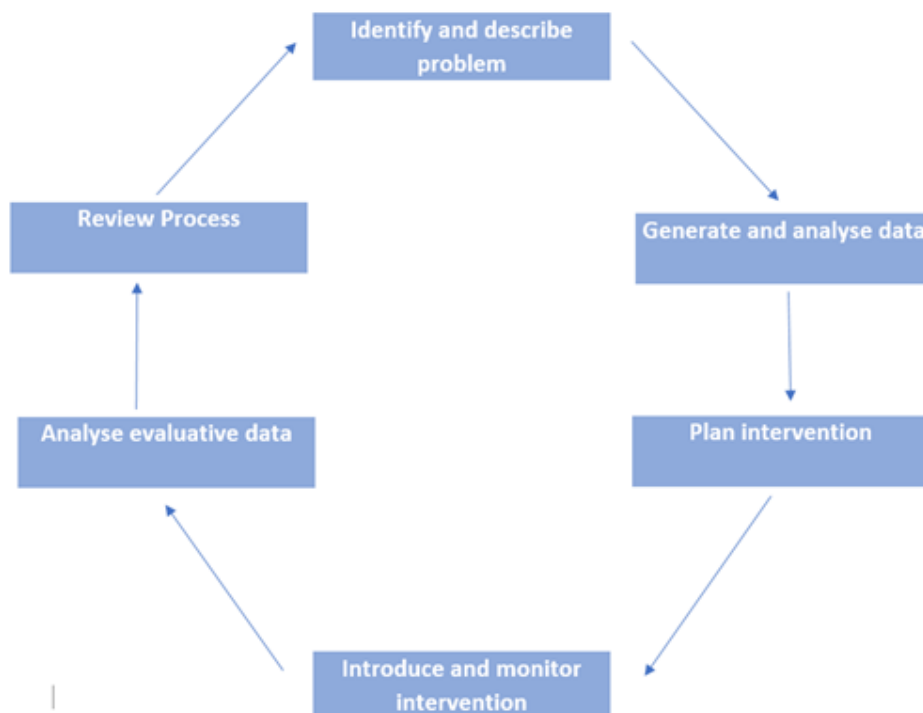 Identify and describe
problem
Review Process
Generate and analyse data
Analyse evaluative data
Plan intervention
Introduce and monitor
intervention